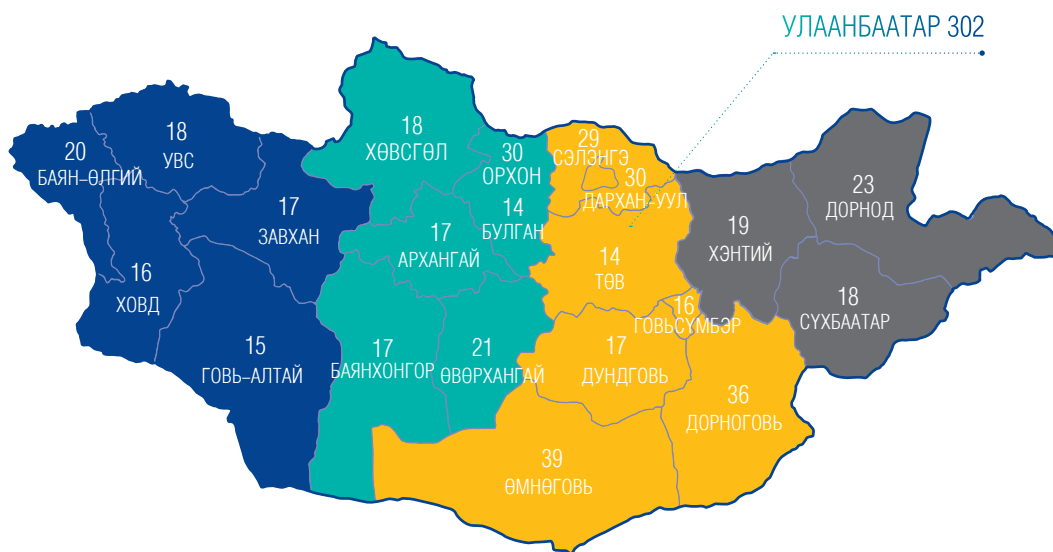 УЛААНБААТАР 302
18
ХӨВСГӨЛ
18
УВС
20
БАЯН-ӨЛГИЙ
17
ЗАВХАН
16
ХОВД
15
ГОВЬ-АЛТАЙ
30
ОРХОН
14
БУЛГАН
17
АРХАНГАЙ
17
БАЯНХОНГОР
21
ӨВӨРХАНГАЙ
29
СЭЛЭНГЭ
30
ДАРХАН-УУЛ
14
ТӨВ
16
ГОВЬСҮМБЭР
17
ДУНДГОВЬ
36
ДОРНОГОВЬ
39
ӨМНӨГОВЬ
23
ДОРНОД
19
ХЭНТИЙ
18
СҮХБААТАР